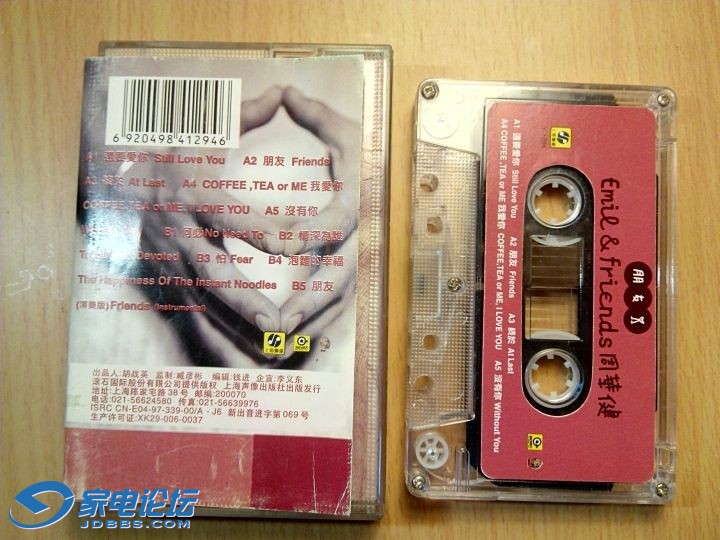 6 920498 412946
A1 還要愛你 Still Love You A2 朋友 Friends
A3 終於 At Last A4 COFFEE ,TEA or ME 我愛你
COFFEE,TEA or ME, I LOVE YOU A5 沒有你
B1 可必No Need To B2 情深為誰
Devoted B3 怕 Fear B4 泡麵的幸福
The Happiness Of The Instant Noodles B5 朋友
(演奏版) Friends (Instrumental)
出品人:胡战英 监制:臧彦彬 编辑:钱进 企宣:李义东
滚石国际股份有限公司提供版权 上海声像出版社出版发行
地址:上海陈家宅路38号 邮编:200070
电话:021-56624580 传真:021-56639976
ISRC CN-E04-97-339-00/A·J6 新出音进字第069号
生产许可证:XK29-006-0037
家电论坛
JDBBS.COM
A1 還要愛你 Still Love You A2 朋友 Friends A3 終於 At Last
A4 COFFEE ,TEA or ME 我愛你 COFFEE,TEA or ME, I LOVE YOU A5 沒有你 Without You
Emil & friends 周華健
朋友 A